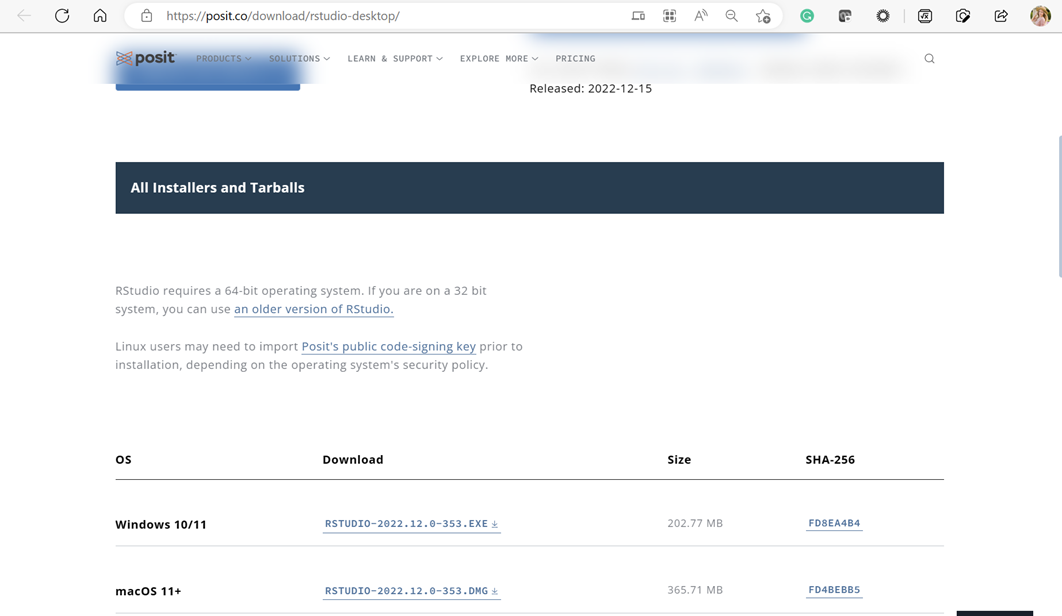 https://posit.co/download/rstudio-desktop/
posit
PRODUCTS SOLUTIONS LEARN & SUPPORT EXPLORE MORE PRICING
Released: 2022-12-15
All Installers and Tarballs
RStudio requires a 64-bit operating system. If you are on a 32 bit
system, you can use an older version of RStudio.
Linux users may need to import Posit's public code-signing key prior to
installation, depending on the operating system's security policy.
OS Download Size SHA-256
Windows 10/11 RSTUDIO-2022.12.0-353.EXE 202.77 MB FD8EA4B4
macOS 11+ RSTUDIO-2022.12.0-353.DMG 365.71 MB FD4BEBB5